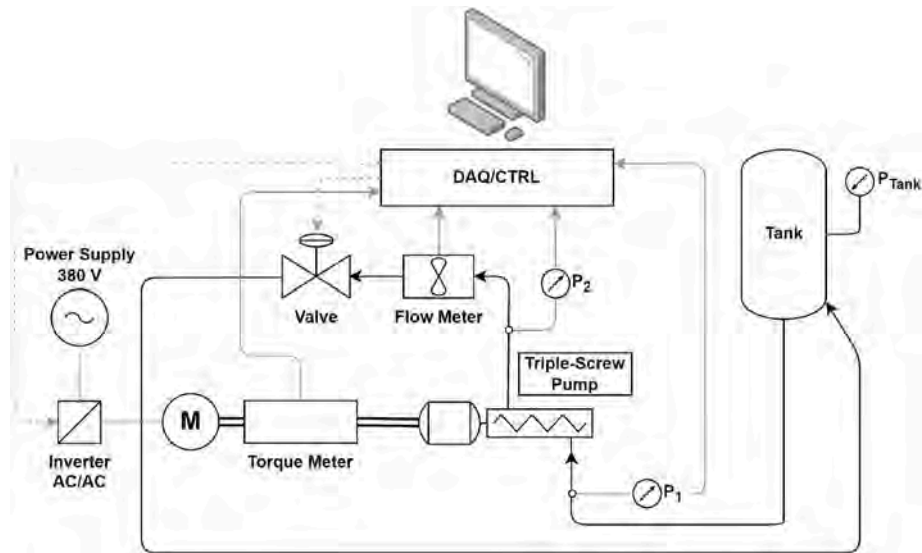 DAQ/CTRL
P Tank
Tank
Power Supply
380 V
P2
Valve
Flow Meter
Triple-Screw
Pump
M
Inverter
AC/AC
Torque Meter
P1